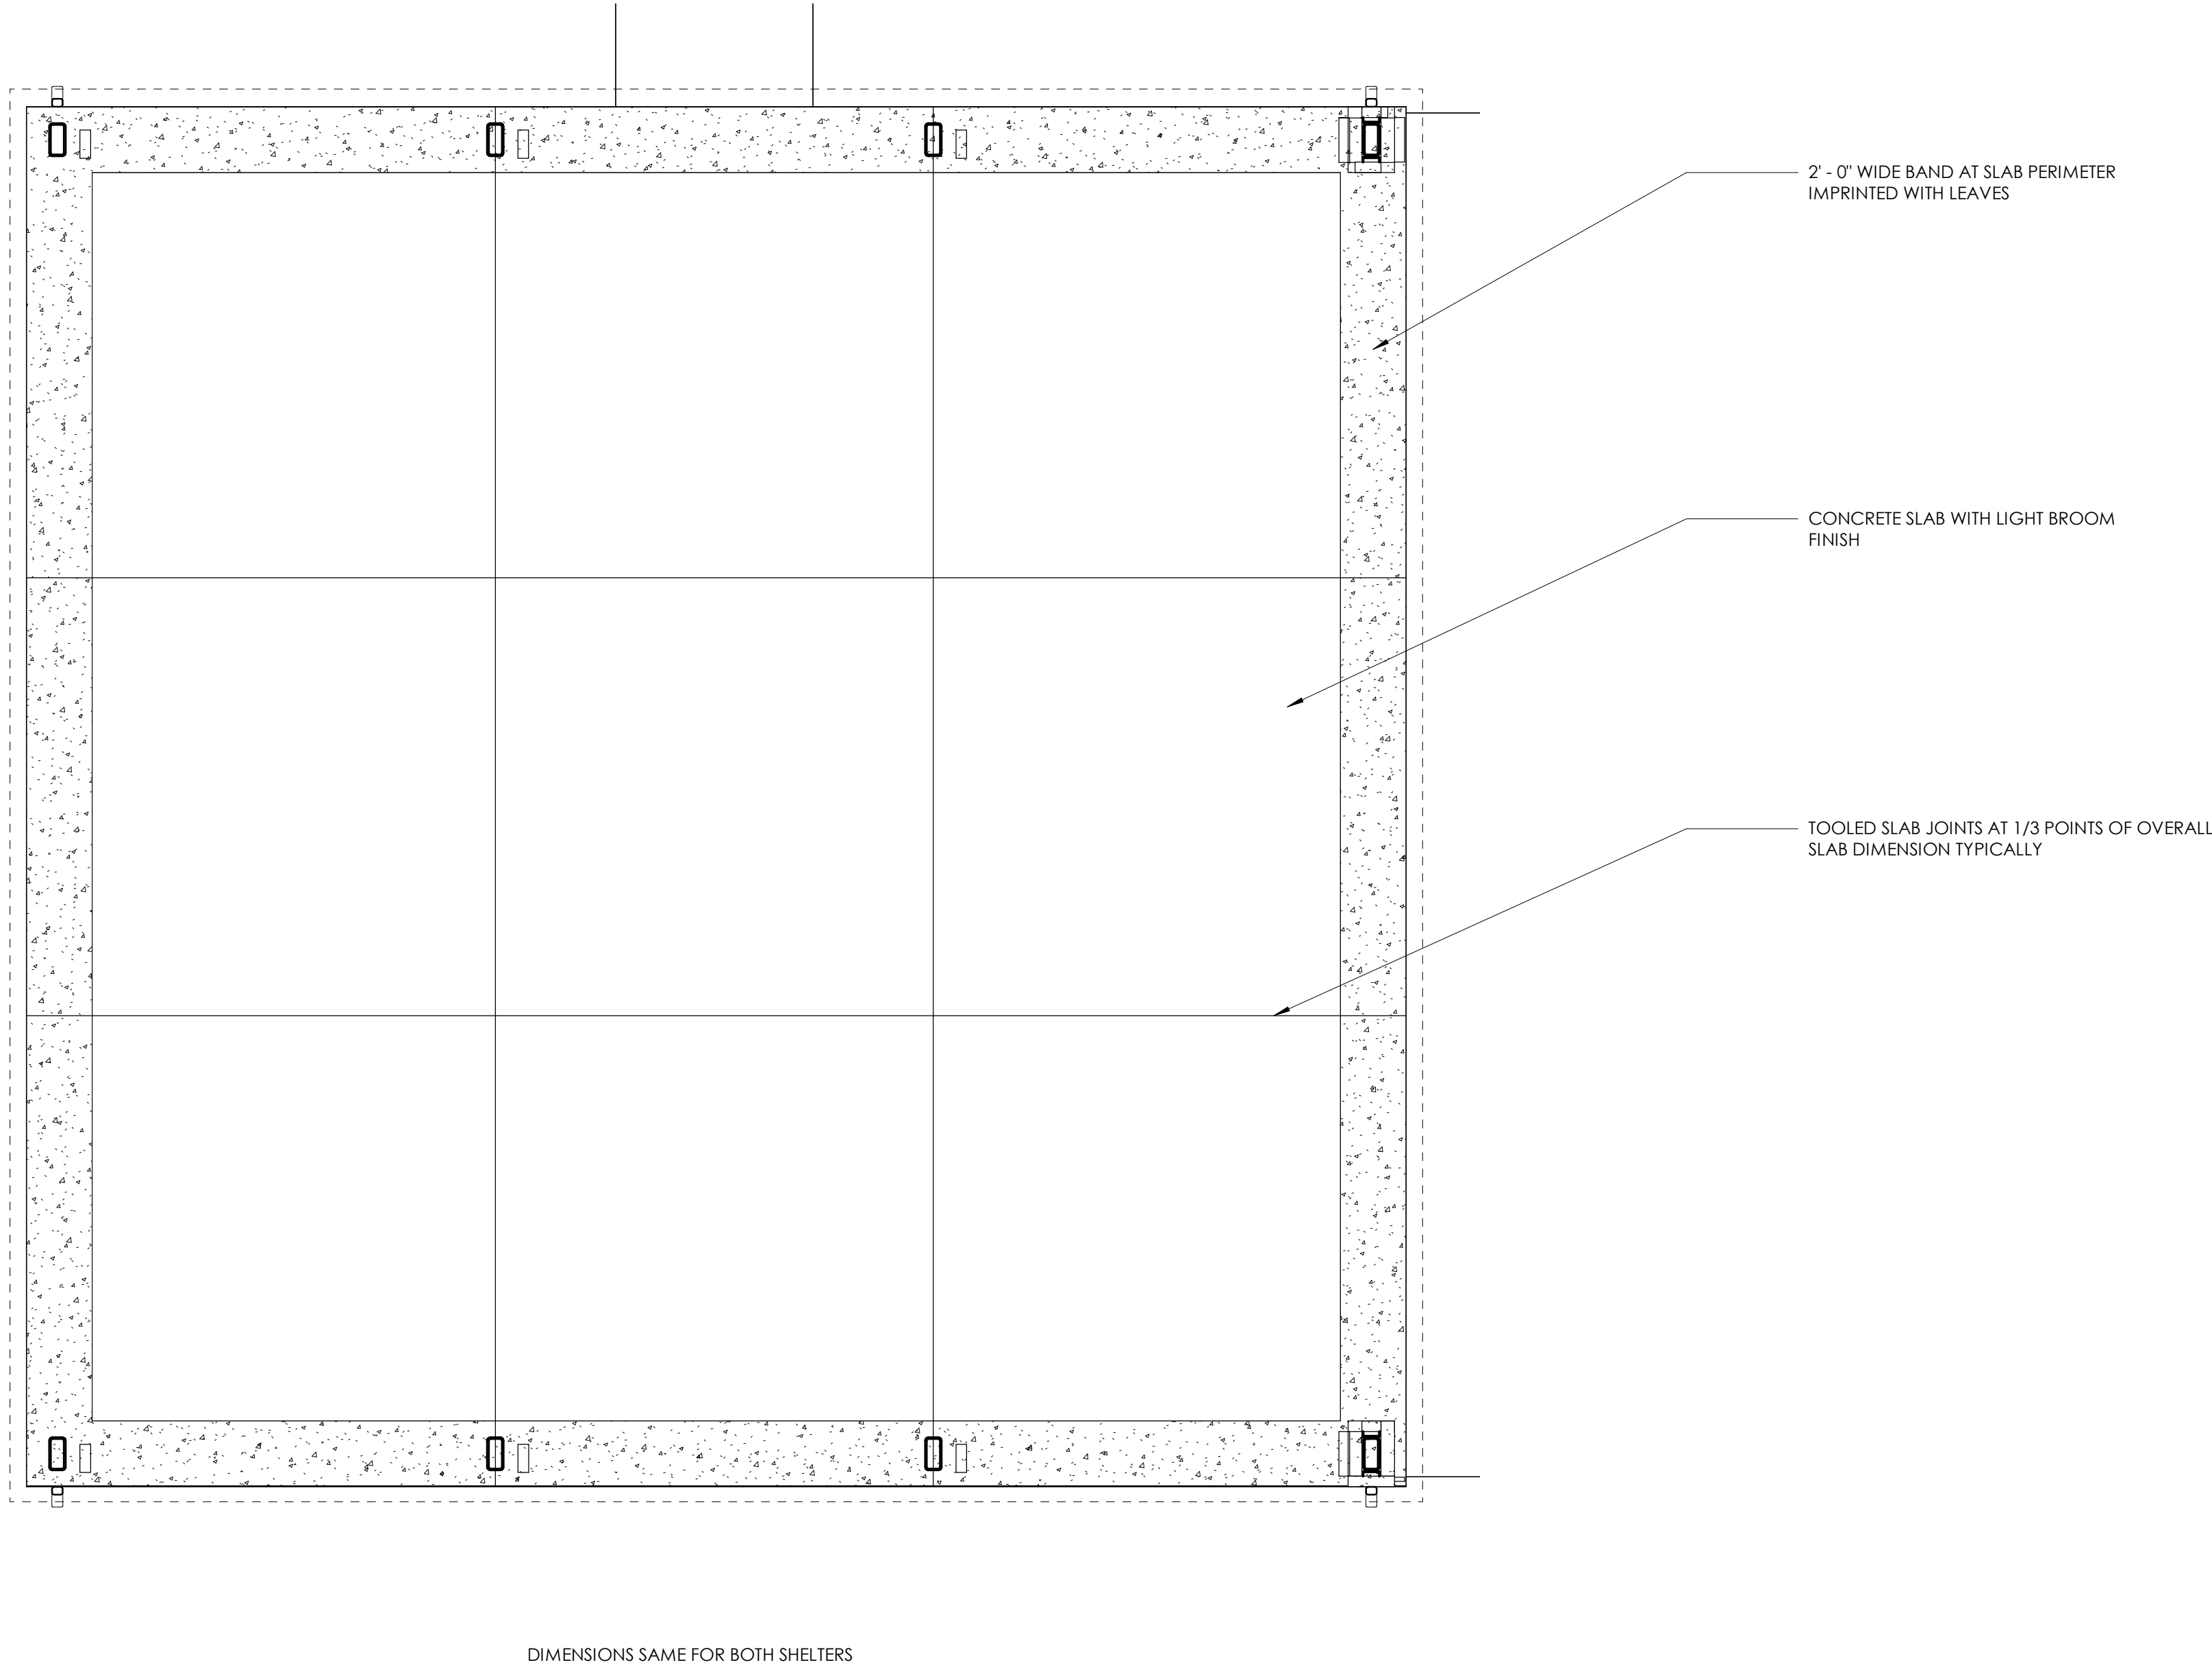 2' - 0" WIDE BAND AT SLAB PERIMETER
IMPRINTED WITH LEAVES
CONCRETE SLAB WITH LIGHT BROOM
FINISH
TOOLED SLAB JOINTS AT 1/3 POINTS OF OVERALL
SLAB DIMENSION TYPICALLY
DIMENSIONS SAME FOR BOTH SHELTERS